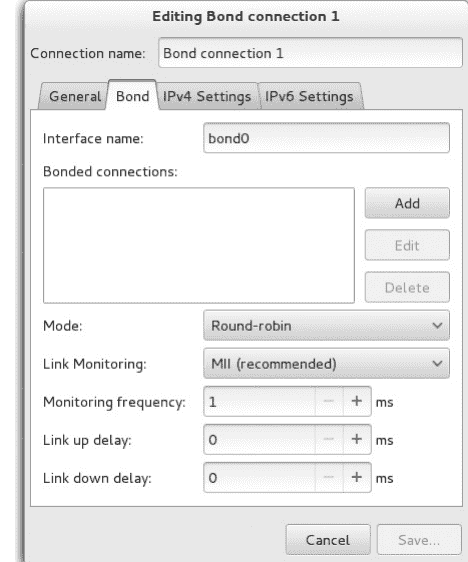 Editing Bond connection 1
Connection name: Bond connection 1
General Bond IPv4 Settings IPv6 Settings
Interface name: bond0
Bonded connections:
Add
Edit
Delete
Mode: Round-robin
Link Monitoring: MII (recommended)
Monitoring frequency: 1 − + ms
Link up delay: 0 − + ms
Link down delay: 0 − + ms
Cancel Save...